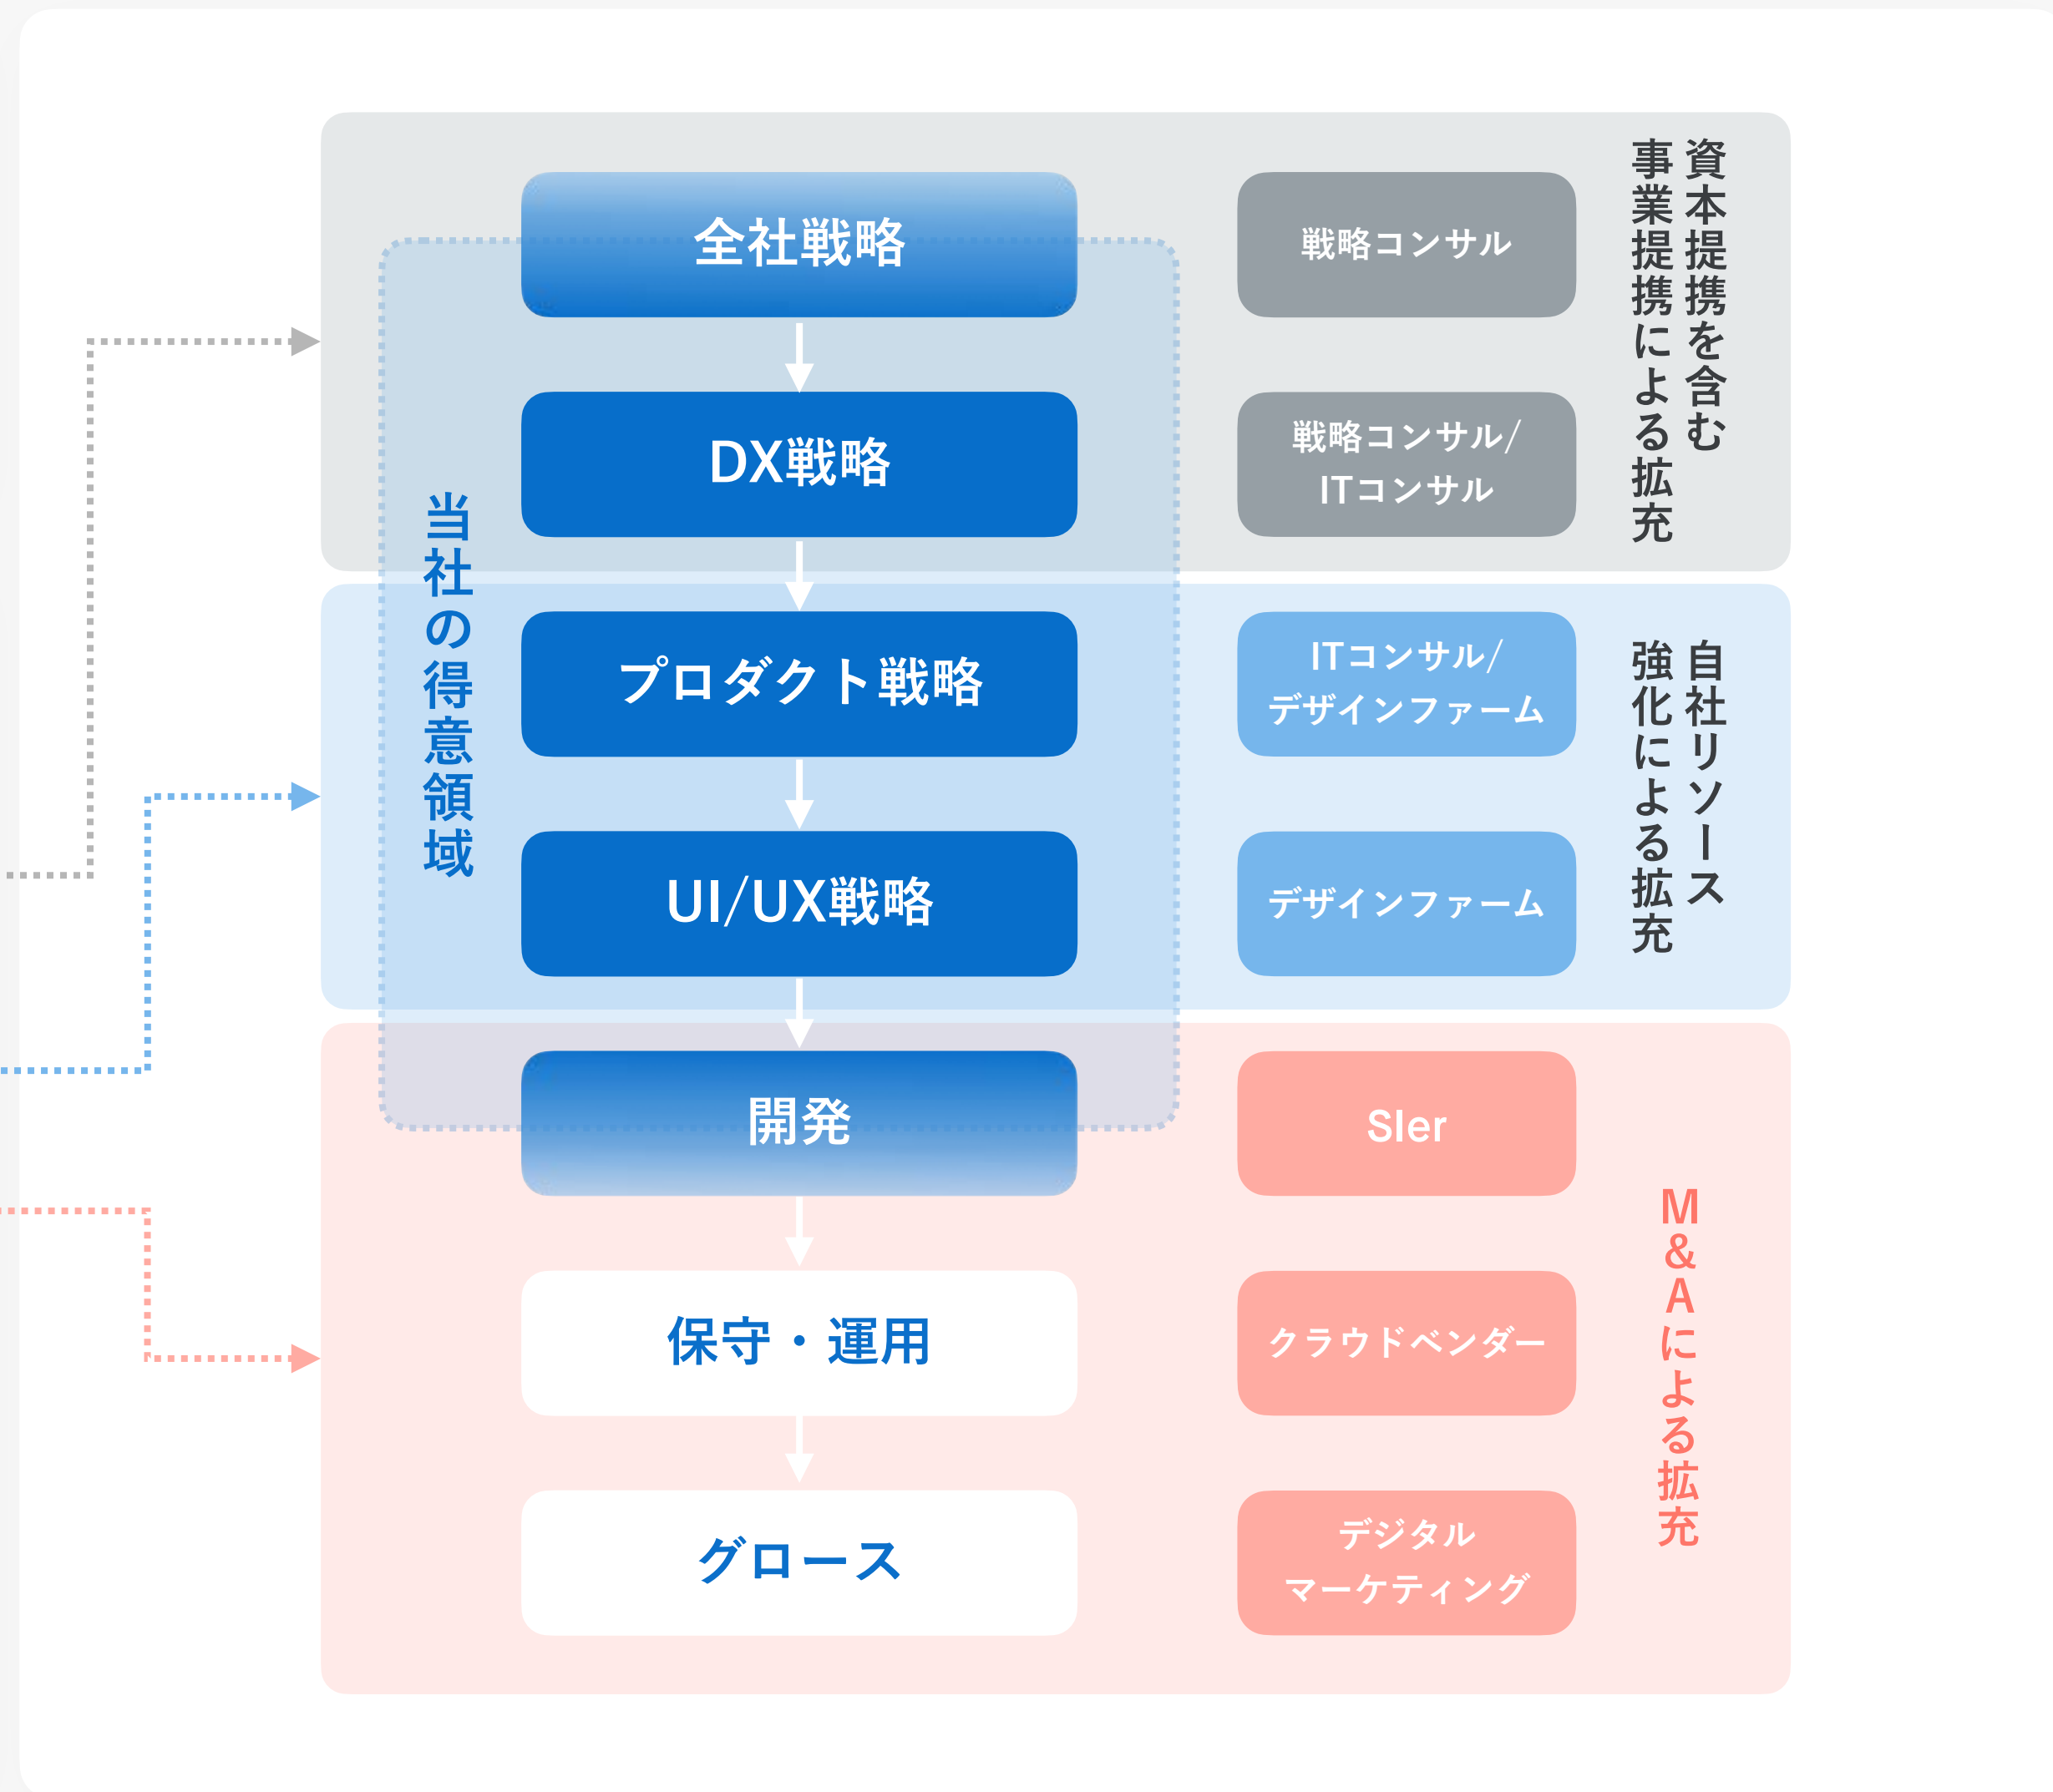 資本提携を含む
事業提携による拡充
全社戦略
戦略コンサル
DX戦略
戦略コンサル/
ITコンサル
当社の得意領域
自社リソース
強化による拡充
プロダクト戦略
ITコンサル/
デザインファーム
UI/UX戦略
デザインファーム
開発
SIer
M&Aによる拡充
保守・運用
クラウドベンダー
グロース
デジタル
マーケティング